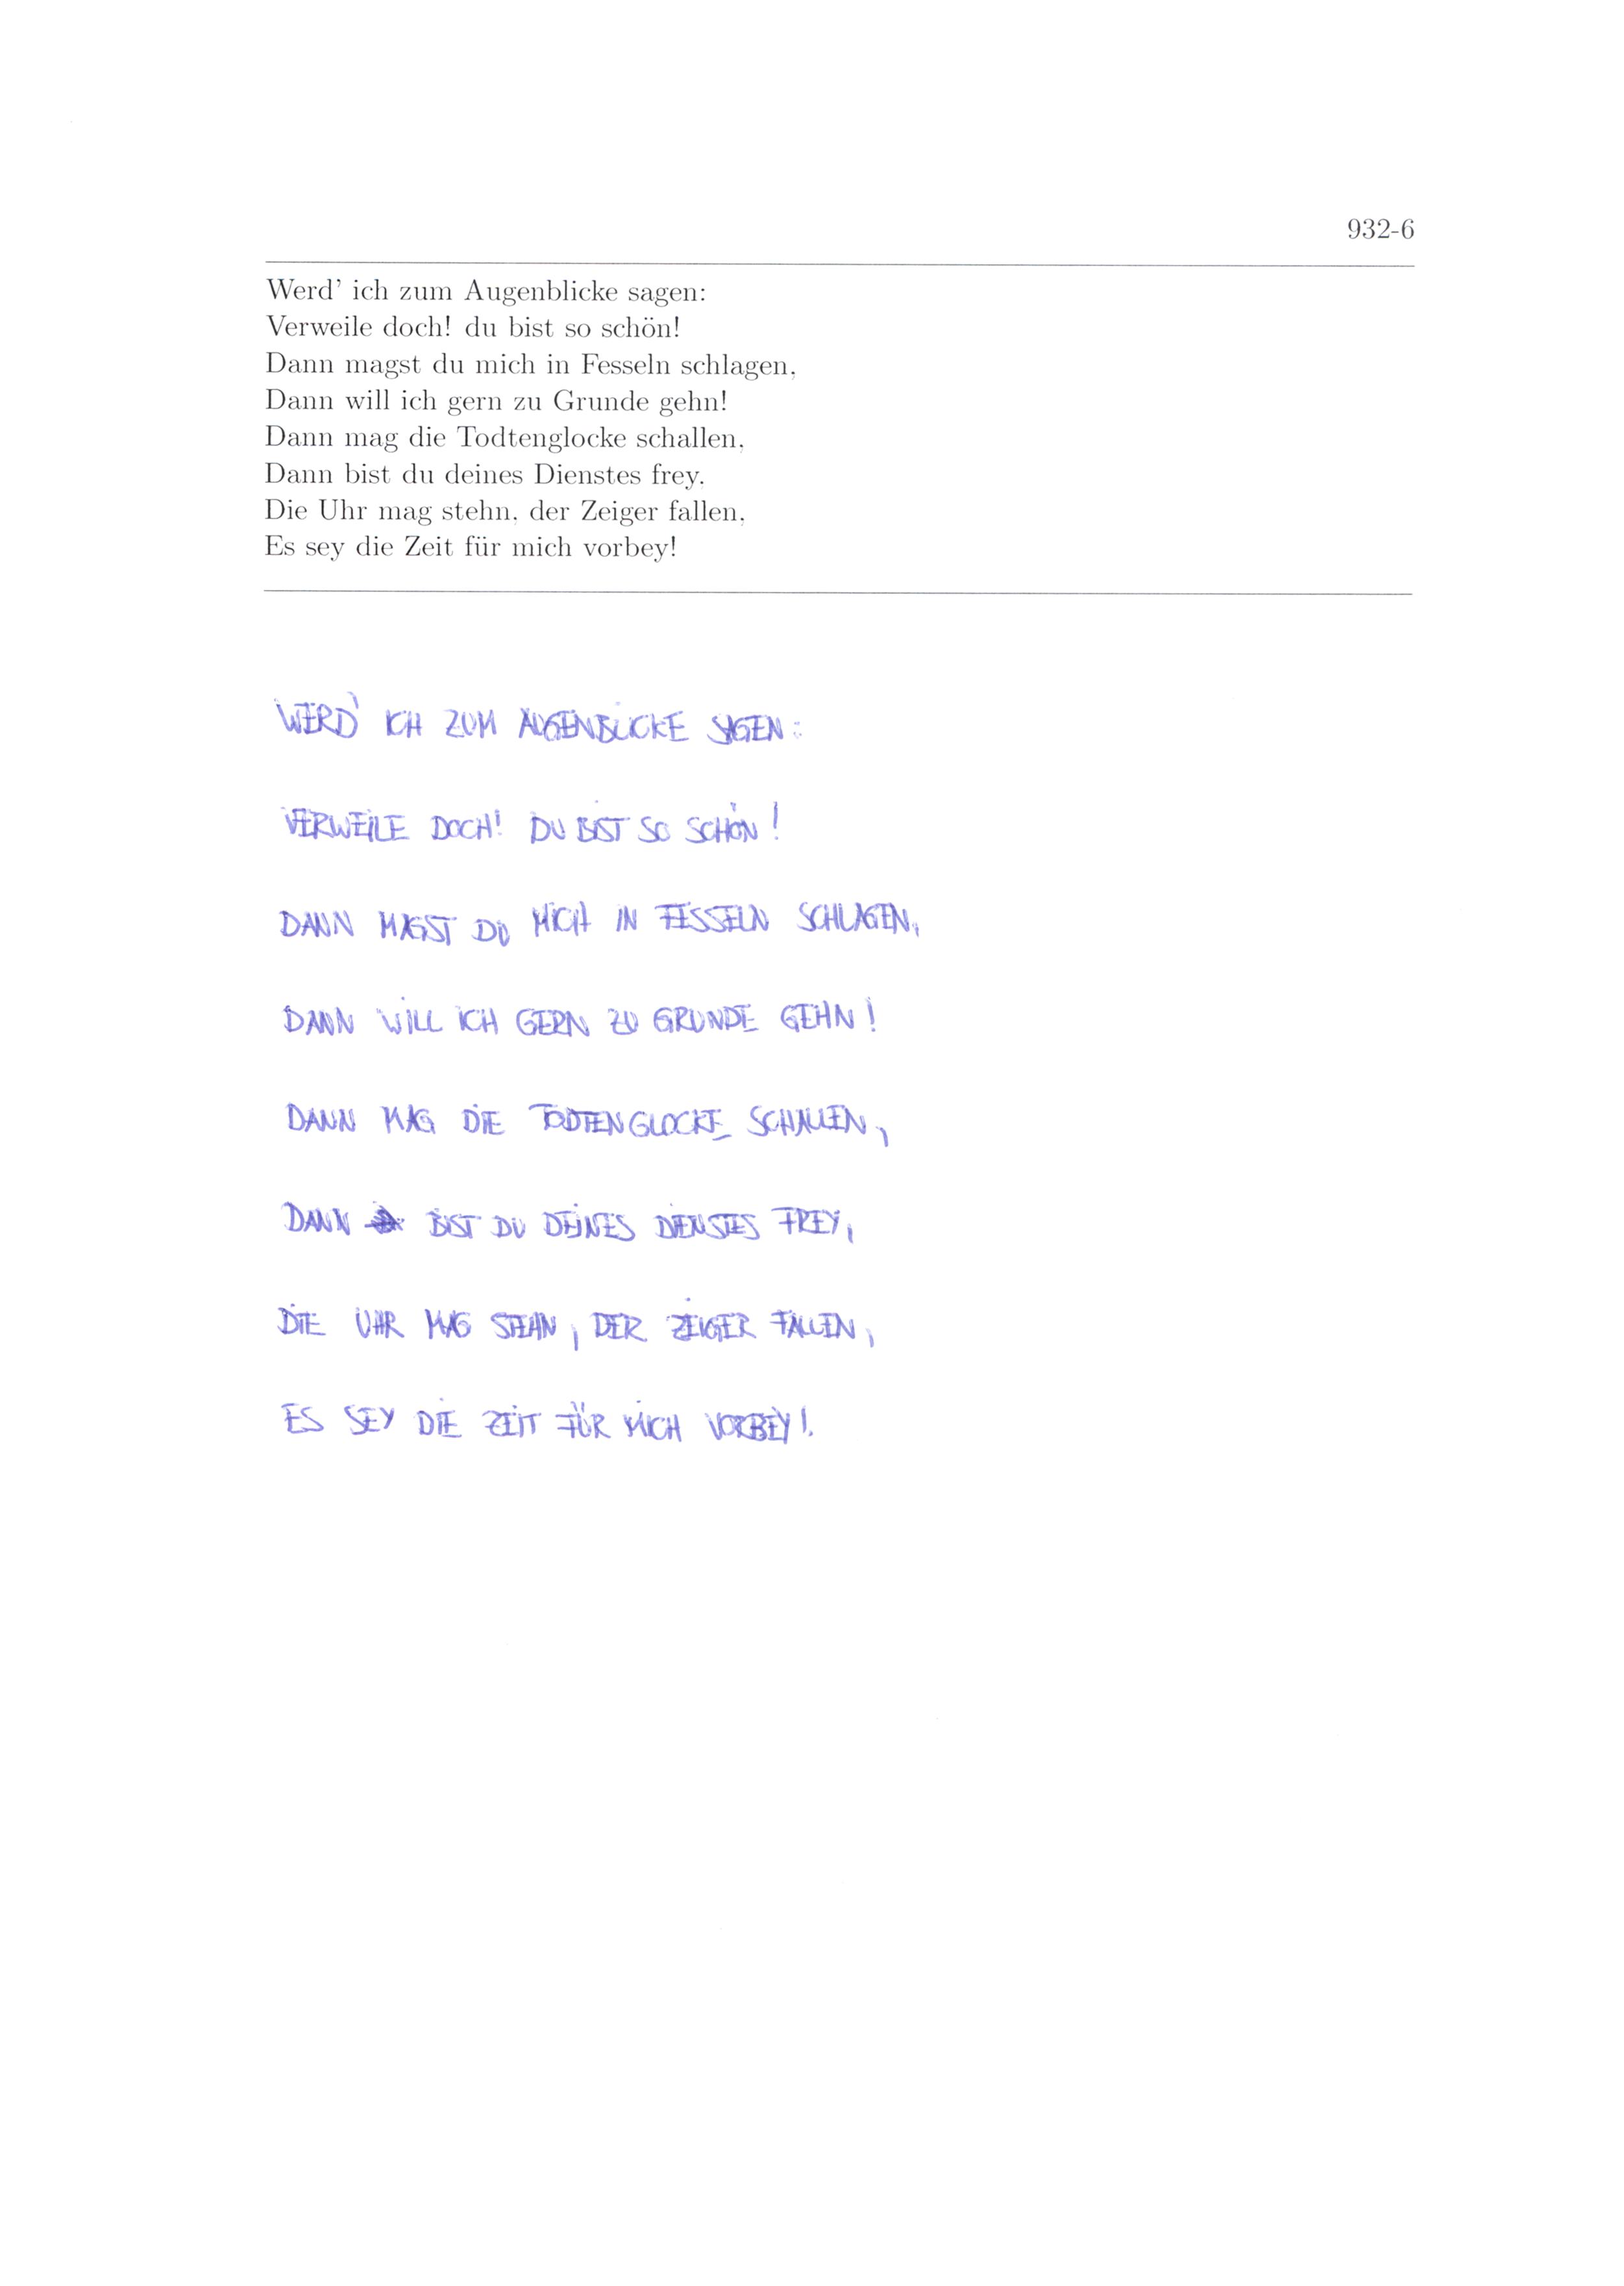 932-6
Werd' ich zum Augenblicke sagen:
Verweile doch! du bist so schön!
Dann magst du mich in Fesseln schlagen,
Dann will ich gern zu Grunde gehn!
Dann mag die Todtenglocke schallen,
Dann bist du deines Dienstes frey.
Die Uhr mag stehn, der Zeiger fallen,
Es sey die Zeit für mich vorbey!
WERD' ICH ZUM AUGENBLICKE SAGEN:
VERWEILE DOCH! DU BIST SO SCHÖN!
DANN MAGST DU MICH IN FESSELN SCHLAGEN,
DANN WILL ICH GERN ZU GRUNDE GEHN!
DANN MAG DIE TODTENGLOCKE SCHALLEN,
DANN BIST DU DEINES DIENSTES FREY,
DIE UHR MAG STEHN, DER ZEIGER FALLEN,
ES SEY DIE ZEIT FÜR MICH VORBEY!